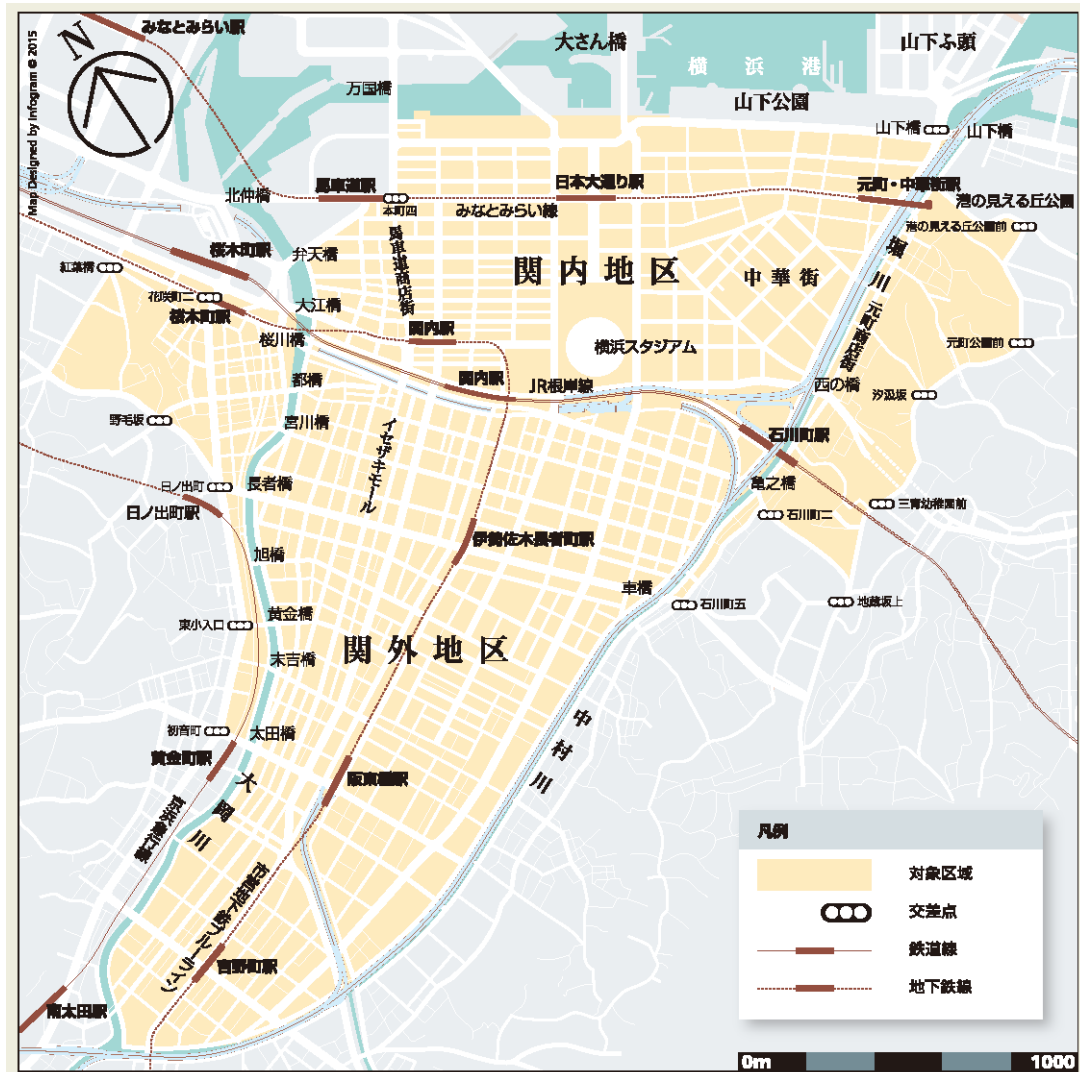 みなとみらい駅
大さん橋
山下ふ頭
横浜港
万国橋
山下公園
山下橋
山下橋
Map Designed by Infogram © 2015
N
北仲橋
馬車道駅
本町四
みなとみらい線
日本大通り駅
元町・中華街駅
港の見える丘公園
港の見える丘公園前
桜木町駅
弁天橋
馬車道商店街
関内地区
中華街
堀川
元町商店街
紅葉橋
花咲町二
大江橋
桜木町駅
桜川橋
関内駅
横浜スタジアム
元町公園前
都橋
関内駅
JR根岸線
西の橋
汐汲坂
野毛坂
宮川橋
イセザキモール
石川町駅
日ノ出町
長者橋
亀之橋
三育幼稚園前
日ノ出町駅
石川町二
伊勢佐木長者町駅
旭橋
車橋
石川町五
地蔵坂上
黄金橋
東小入口
末吉橋
関外地区
初音町
太田橋
中村川
黄金町駅
大岡川
阪東橋駅
京浜急行線
市営地下鉄ブルーライン
吉野町駅
南太田駅
凡例
対象区域
交差点
鉄道線
地下鉄線
0m
1000